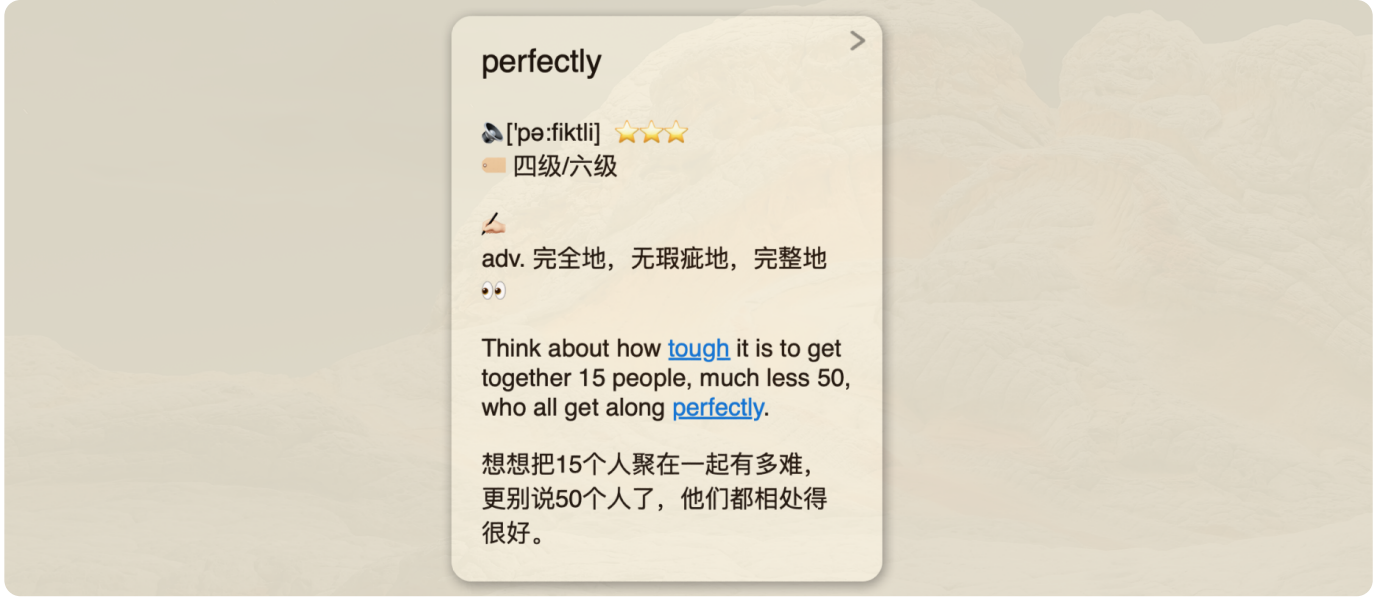 perfectly
['pə:fiktli] ⭐⭐⭐
四级/六级
adv. 完全地，无瑕疵地，完整地
Think about how tough it is to get
together 15 people, much less 50,
who all get along perfectly.
想想把15个人聚在一起有多难，
更别说50个人了，他们都相处得
很好。